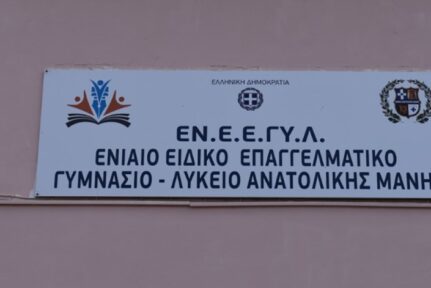 ΕΛΛΗΝΙΚΗ ΔΗΜΟΚΡΑΤΙΑ
ΕΝ.Ε.Ε.ΓΥ.Λ.
ΕΝΙΑΙΟ ΕΙΔΙΚΟ ΕΠΑΓΓΕΛΜΑΤΙΚΟ
ΓΥΜΝΑΣΙΟ - ΛΥΚΕΙΟ ΑΝΑΤΟΛΙΚΗΣ ΜΑΝΗ